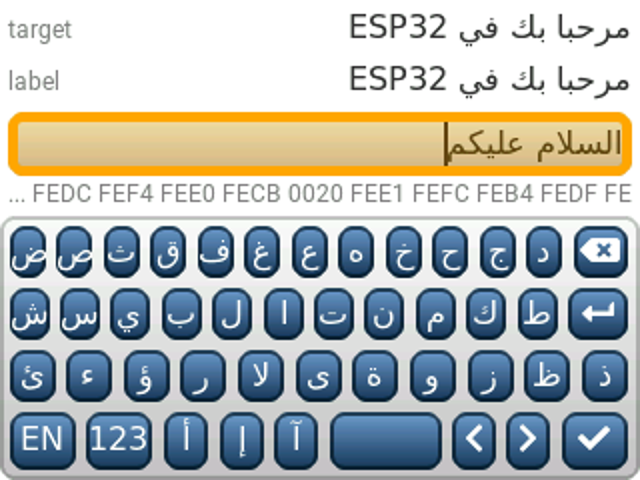 target مرحبا بك في ESP32
label مرحبا بك في ESP32
السلام عليكم
... FEDC FEF4 FEE0 FECB 0020 FEE1 FEFC FEB4 FEDF FE
ض ص ث ق ف غ ع ه خ ح ج د
ش س ي ب ل ا ت ن م ك ط
ئ ء ؤ ر لا ى ة و ز ظ ذ
EN 123 أ إ آ